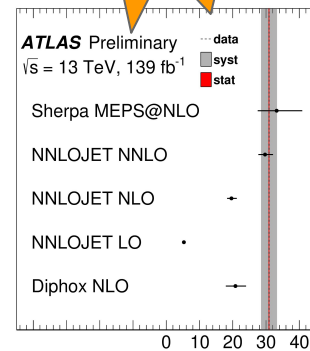 ATLAS Preliminary
√s = 13 TeV, 139 fb⁻¹
data
syst
stat
Sherpa MEPS@NLO
NNLOJET NNLO
NNLOJET NLO
NNLOJET LO
Diphox NLO
0 10 20 30 40